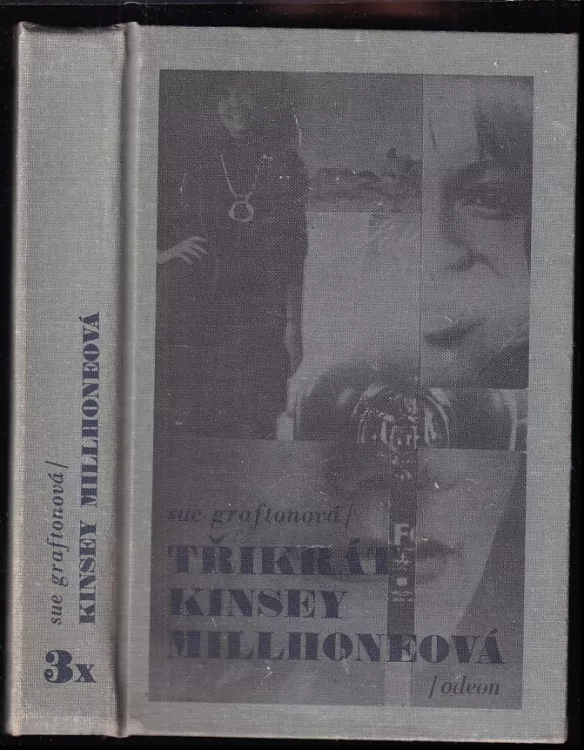 sue graftonová/
KINSEY MILLHONEOVÁ
3x
sue graftonová/
TŘIKRÁT
KINSEY
MILLHONEOVÁ
/odeon